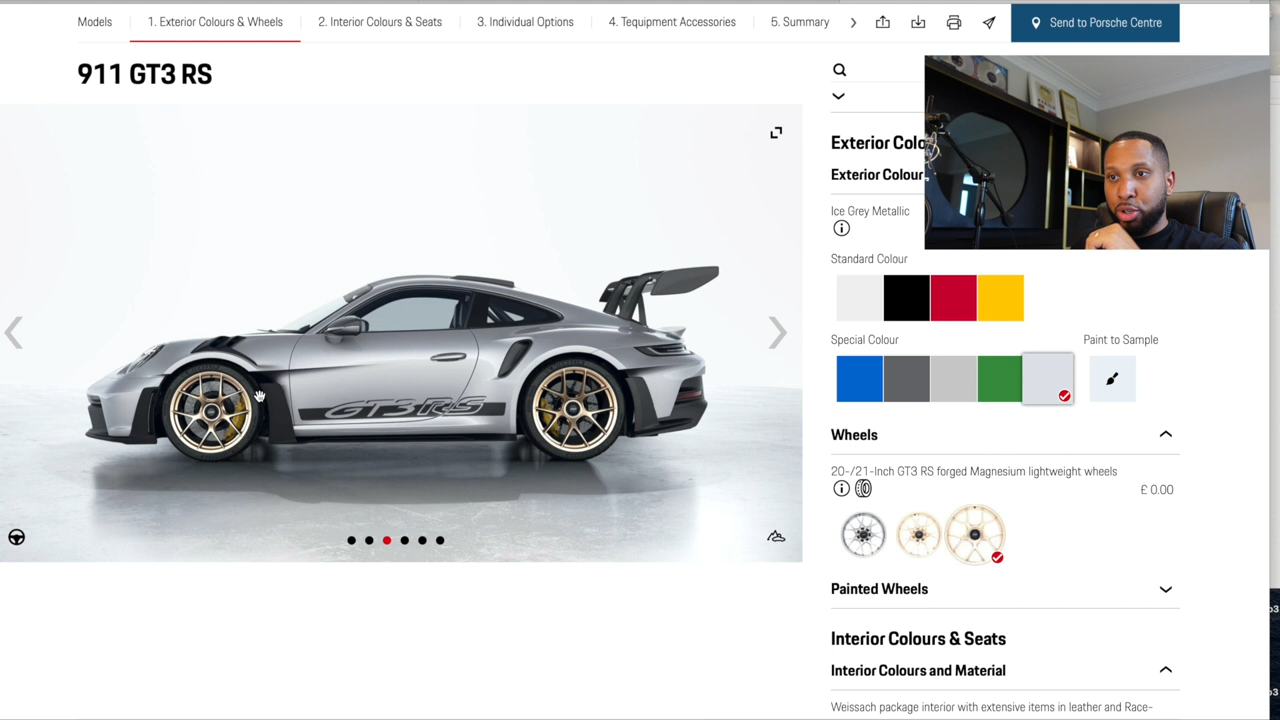 Models
1. Exterior Colours & Wheels
2. Interior Colours & Seats
3. Individual Options
4. Tequipment Accessories
5. Summary
Send to Porsche Centre
911 GT3 RS
Exterior Colo
Exterior Colour
Ice Grey Metallic
Standard Colour
Special Colour
Paint to Sample
GT3 RS
Wheels
20-/21-Inch GT3 RS forged Magnesium lightweight wheels
£ 0.00
Painted Wheels
Interior Colours & Seats
Interior Colours and Material
Weissach package interior with extensive items in leather and Race-